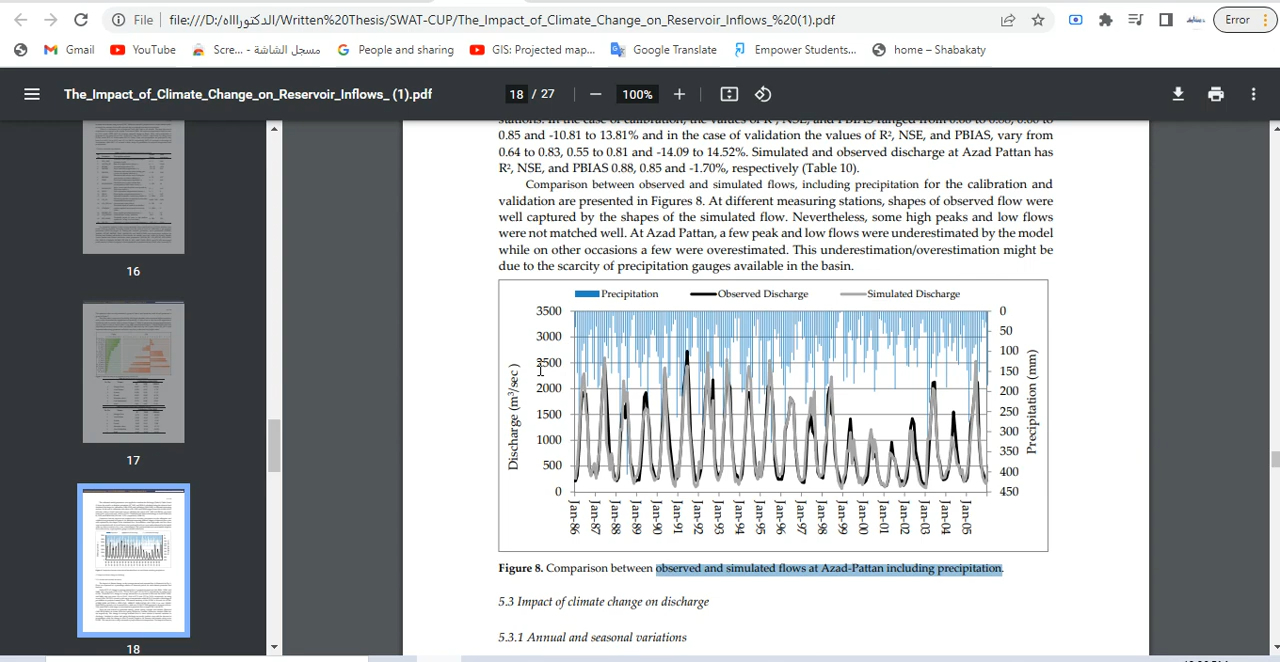 File
file:///D:/الدكتورالاه/Written%20Thesis/SWAT-CUP/The_Impact_of_Climate_Change_on_Reservoir_Inflows_%20(1).pdf
Error
Gmail
YouTube
Scre... - مسجل الشاشة
People and sharing
GIS: Projected map...
Google Translate
Empower Students...
home – Shabakaty
The_Impact_of_Climate_Change_on_Reservoir_Inflows_ (1).pdf
18 / 27
100%
16
17
18
0.85 and -10.81 to 13.81% and in the case of validation the values of R², NSE, and PBIAS, vary from
0.64 to 0.83, 0.55 to 0.81 and -14.09 to 14.52%. Simulated and observed discharge at Azad Pattan has
R², NSE, and PBIAS 0.88, 0.85 and -1.70%, respectively (Table 10).
Comparison between observed and simulated flows, including precipitation for the calibration and
validation are presented in Figures 8. At different measuring stations, shapes of observed flow were
well captured by the shapes of the simulated flow. Nevertheless, some high peaks and low flows
were not matched well. At Azad Pattan, a few peak and low flows were underestimated by the model
while on other occasions a few were overestimated. This underestimation/overestimation might be
due to the scarcity of precipitation gauges available in the basin.
Precipitation
Observed Discharge
Simulated Discharge
3500
3000
2500
2000
1500
1000
500
0
Discharge (m³/sec )
0
50
100
150
200
250
300
350
400
450
Precipitation (mm)
Jan-86
Jan-87
Jan-88
Jan-89
Jan-90
Jan-91
Jan-92
Jan-93
Jan-94
Jan-95
Jan-96
Jan-97
Jan-98
Jan-99
Jan-00
Jan-01
Jan-02
Jan-03
Jan-04
Jan-05
Figure 8. Comparison between observed and simulated flows at Azad-Pattan including precipitation.
5.3 Impact of climate change on discharge
5.3.1 Annual and seasonal variations